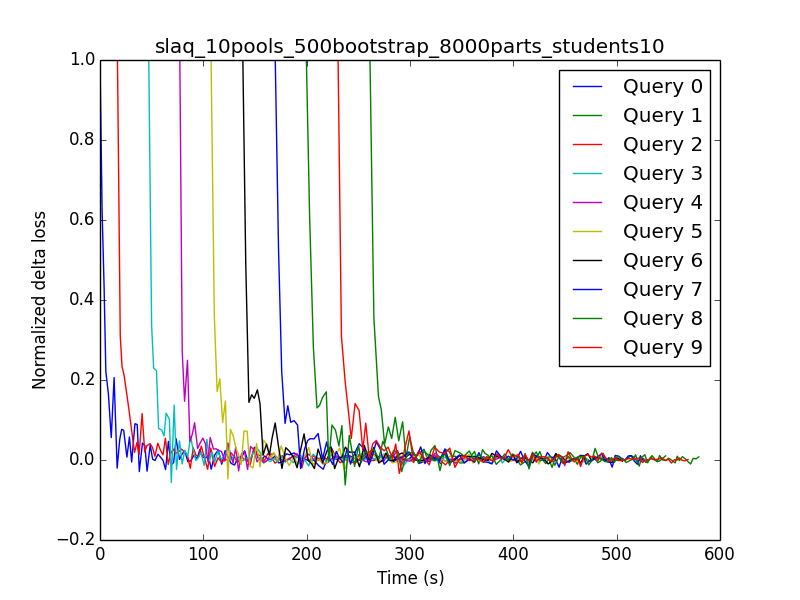 slaq_10pools_500bootstrap_8000parts_students10
1.0
0.8
0.6
0.4
0.2
0.0
−0.2
Normalized delta loss
Query 0
Query 1
Query 2
Query 3
Query 4
Query 5
Query 6
Query 7
Query 8
Query 9
0 100 200 300 400 500 600
Time (s)